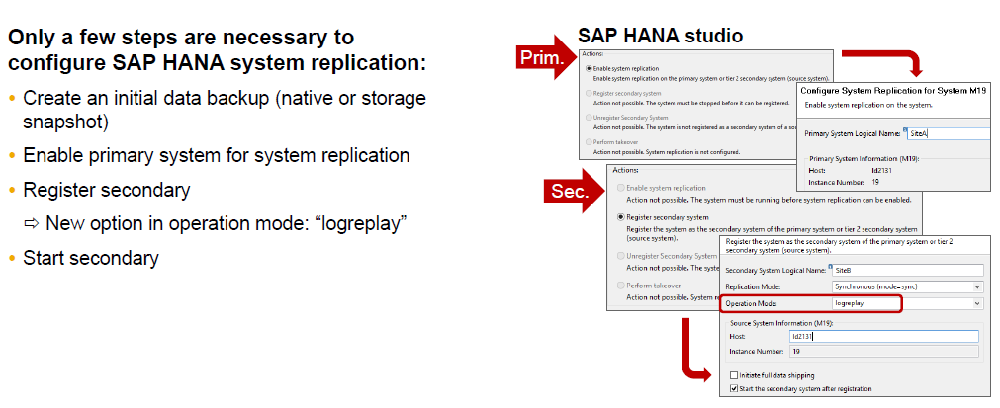 Only a few steps are necessary to
configure SAP HANA system replication:
• Create an initial data backup (native or storage
snapshot)
• Enable primary system for system replication
• Register secondary
⇨ New option in operation mode: “logreplay”
• Start secondary
SAP HANA studio
Prim.
Actions:
Enable system replication
Enable system replication on the primary system or tier 2 secondary system (source system).
Register secondary system
Action not possible. The system must be stopped before it can be registered.
Unregister Secondary System
Action not possible. The system is not registered as a secondary system of a sou
Perform takeover
Action not possible. System replication is not configured.
Configure System Replication for System M19
Enable system replication on the system.
Primary System Logical Name: SiteA
Primary System Information (M19):
Host: ld2131
Instance Number: 19
Sec.
Actions:
Enable system replication
Action not possible. The system must be running before system replication can be enabled.
Register secondary system
Register the system as the secondary system of the primary system or tier 2 secondary system
(source system).
Unregister Secondary System
Action not possible. The syste
Perform takeover
Action not possible. System re
Register the system as the secondary system of the primary system or tier 2
secondary system (source system).
Secondary System Logical Name: SiteB
Replication Mode: Synchronous (mode=sync)
Operation Mode: logreplay
Source System Information (M19):
Host: ld2131
Instance Number: 19
Initiate full data shipping
Start the secondary system after registration